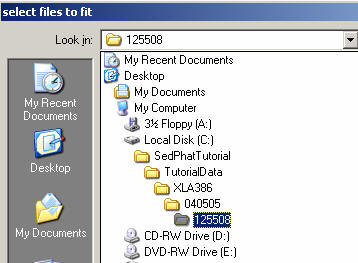 select files to fit
Look in: 125508
My Recent Documents
Desktop
My Documents
My Computer
3½ Floppy (A:)
Local Disk (C:)
SedPhatTutorial
TutorialData
XLA386
040505
125508
CD-RW Drive (D:)
DVD-RW Drive (E:)
My Recent
Documents
Desktop
My Documents